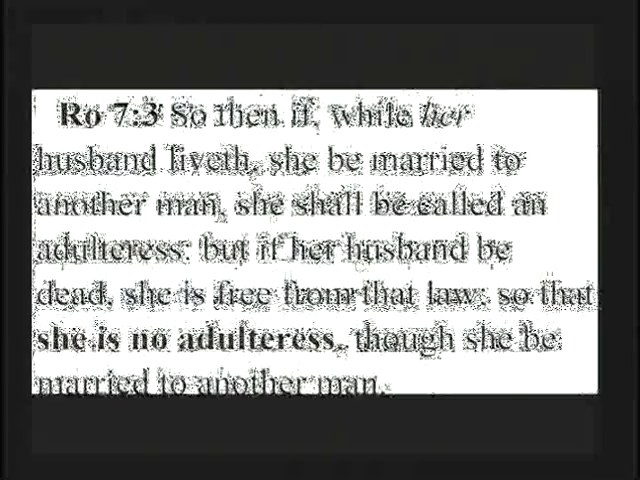 Ro 7:3 So then if, while her
husband liveth, she be married to
another man, she shall be called an
adulteress: but if her husband be
dead, she is free from that law; so that
she is no adulteress, though she be
married to another man.